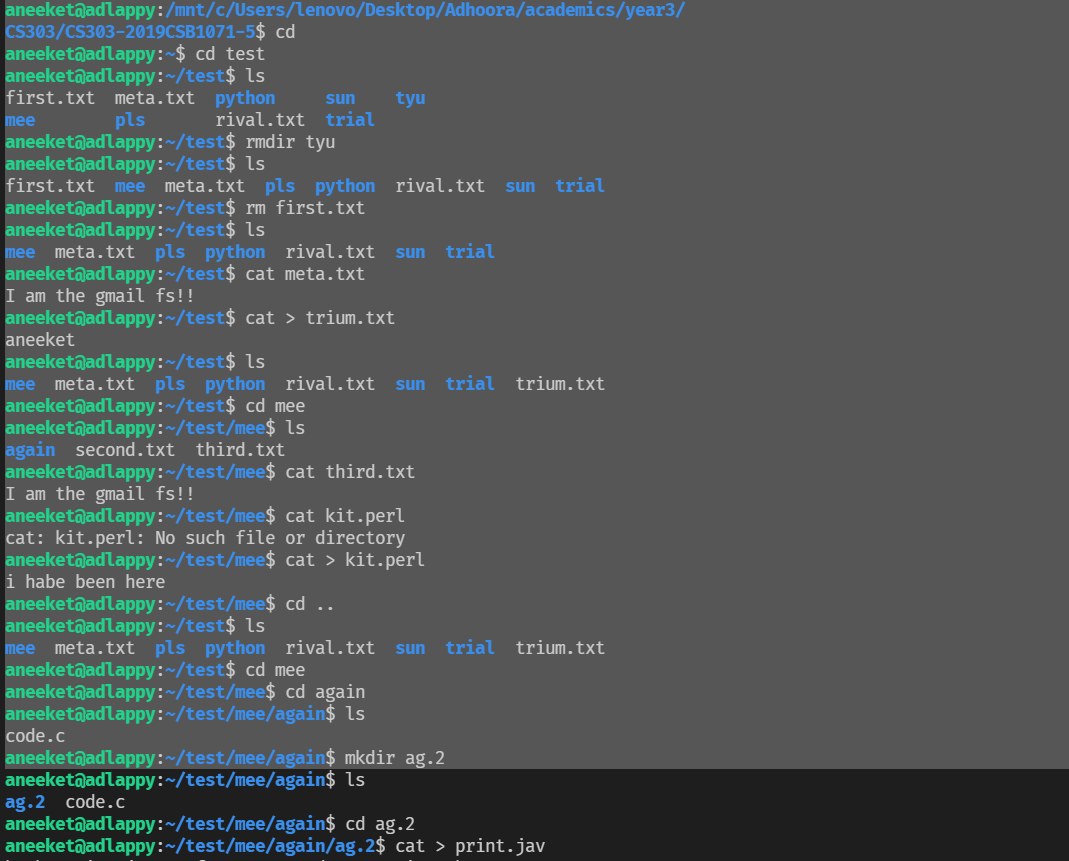 aneeket@adlappy:/mnt/c/Users/lenovo/Desktop/Adhoora/academics/year3/
CS303/CS303-2019CSB1071-5$ cd
aneeket@adlappy:~$ cd test
aneeket@adlappy:~/test$ ls
first.txt  meta.txt  python     sun    tyu
mee        pls       rival.txt  trial
aneeket@adlappy:~/test$ rmdir tyu
aneeket@adlappy:~/test$ ls
first.txt  mee  meta.txt  pls  python  rival.txt  sun  trial
aneeket@adlappy:~/test$ rm first.txt
aneeket@adlappy:~/test$ ls
mee  meta.txt  pls  python  rival.txt  sun  trial
aneeket@adlappy:~/test$ cat meta.txt
I am the gmail fs!!
aneeket@adlappy:~/test$ cat > trium.txt
aneeket
aneeket@adlappy:~/test$ ls
mee  meta.txt  pls  python  rival.txt  sun  trial  trium.txt
aneeket@adlappy:~/test$ cd mee
aneeket@adlappy:~/test/mee$ ls
again  second.txt  third.txt
aneeket@adlappy:~/test/mee$ cat third.txt
I am the gmail fs!!
aneeket@adlappy:~/test/mee$ cat kit.perl
cat: kit.perl: No such file or directory
aneeket@adlappy:~/test/mee$ cat > kit.perl
i habe been here
aneeket@adlappy:~/test/mee$ cd ..
aneeket@adlappy:~/test$ ls
mee  meta.txt  pls  python  rival.txt  sun  trial  trium.txt
aneeket@adlappy:~/test$ cd mee
aneeket@adlappy:~/test/mee$ cd again
aneeket@adlappy:~/test/mee/again$ ls
code.c
aneeket@adlappy:~/test/mee/again$ mkdir ag.2
aneeket@adlappy:~/test/mee/again$ ls
ag.2  code.c
aneeket@adlappy:~/test/mee/again$ cd ag.2
aneeket@adlappy:~/test/mee/again/ag.2$ cat > print.jav